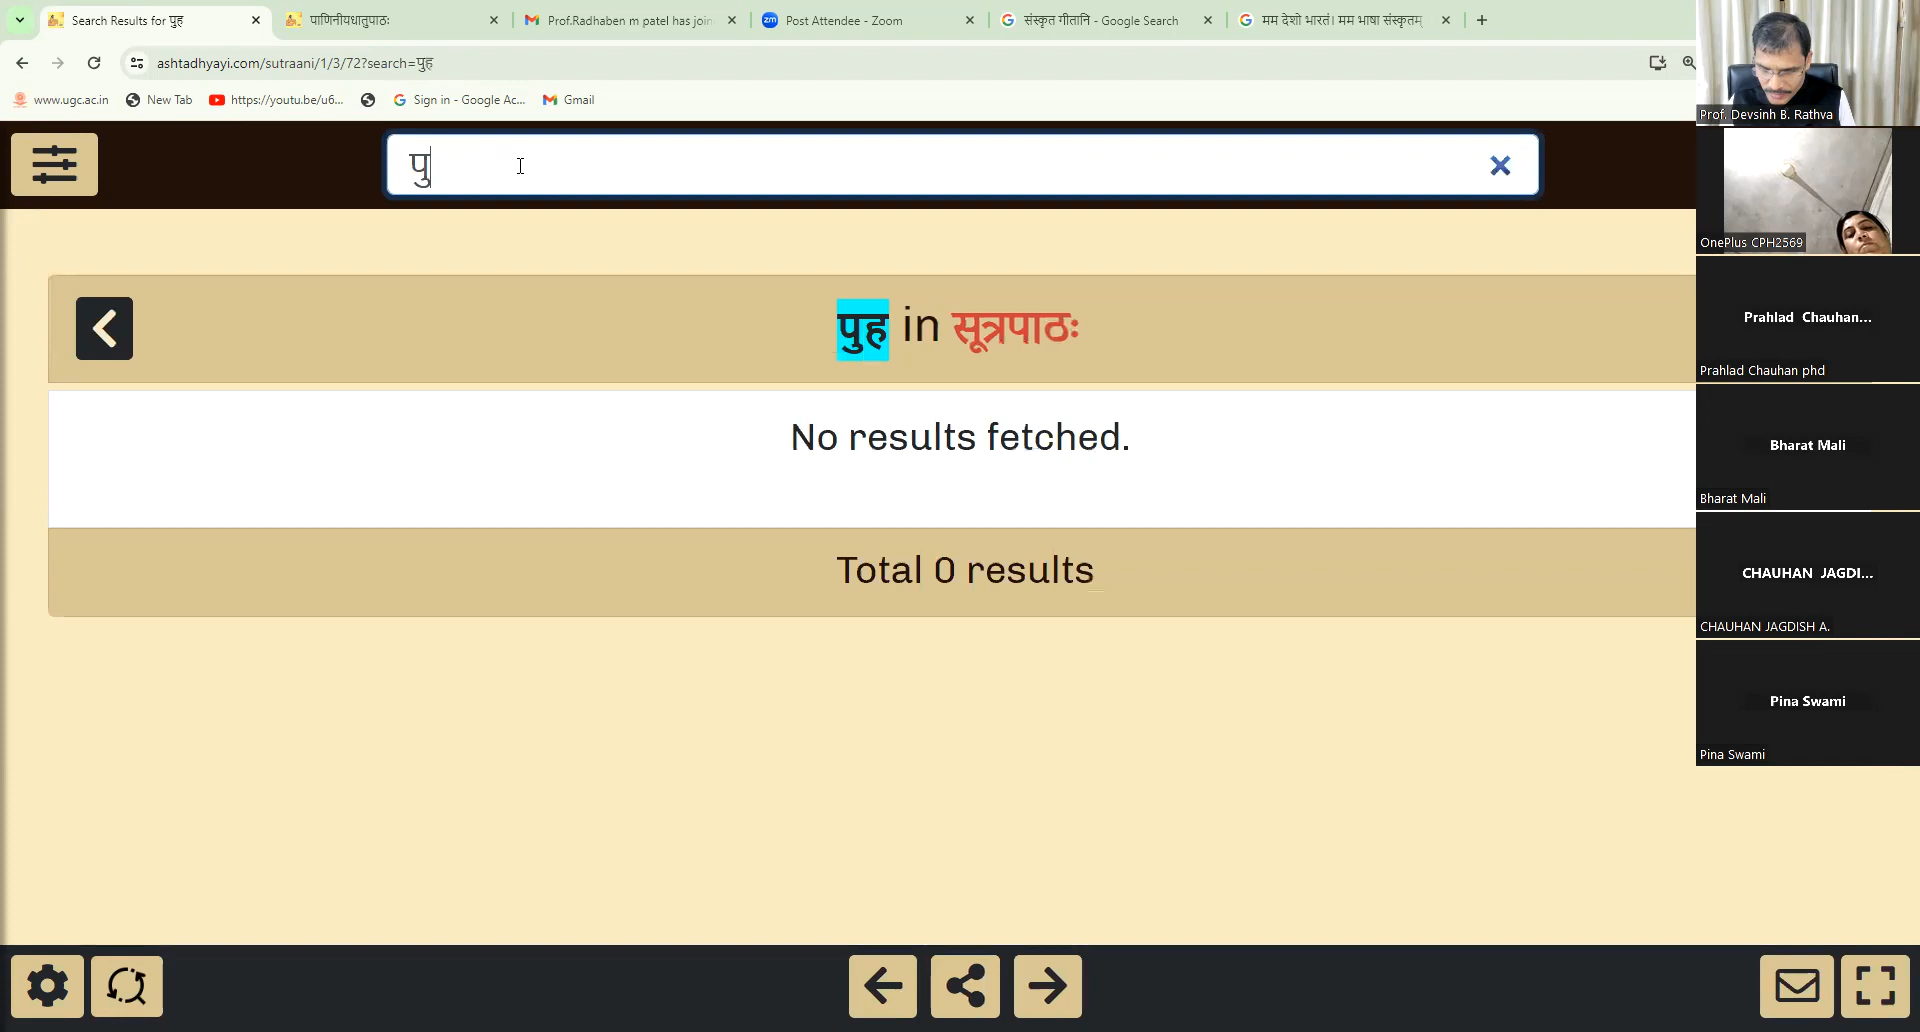 Search Results for पुह
पाणिनीयधातुपाठः
Prof.Radhaben m patel has join
Post Attendee - Zoom
संस्कृत गीतानि - Google Search
मम देशो भारतं। मम भाषा संस्कृतम्
ashtadhyayi.com/sutraani/1/3/72?search=पुह
www.ugc.ac.in
New Tab
https://youtu.be/u6...
Sign in - Google Ac...
Gmail
पु
पुह in सूत्रपाठः
No results fetched.
Total 0 results
Prof. Devsinh B. Rathva
OnePlus CPH2569
Prahlad Chauhan...
Prahlad Chauhan phd
Bharat Mali
Bharat Mali
CHAUHAN JAGDI...
CHAUHAN JAGDISH A.
Pina Swami
Pina Swami